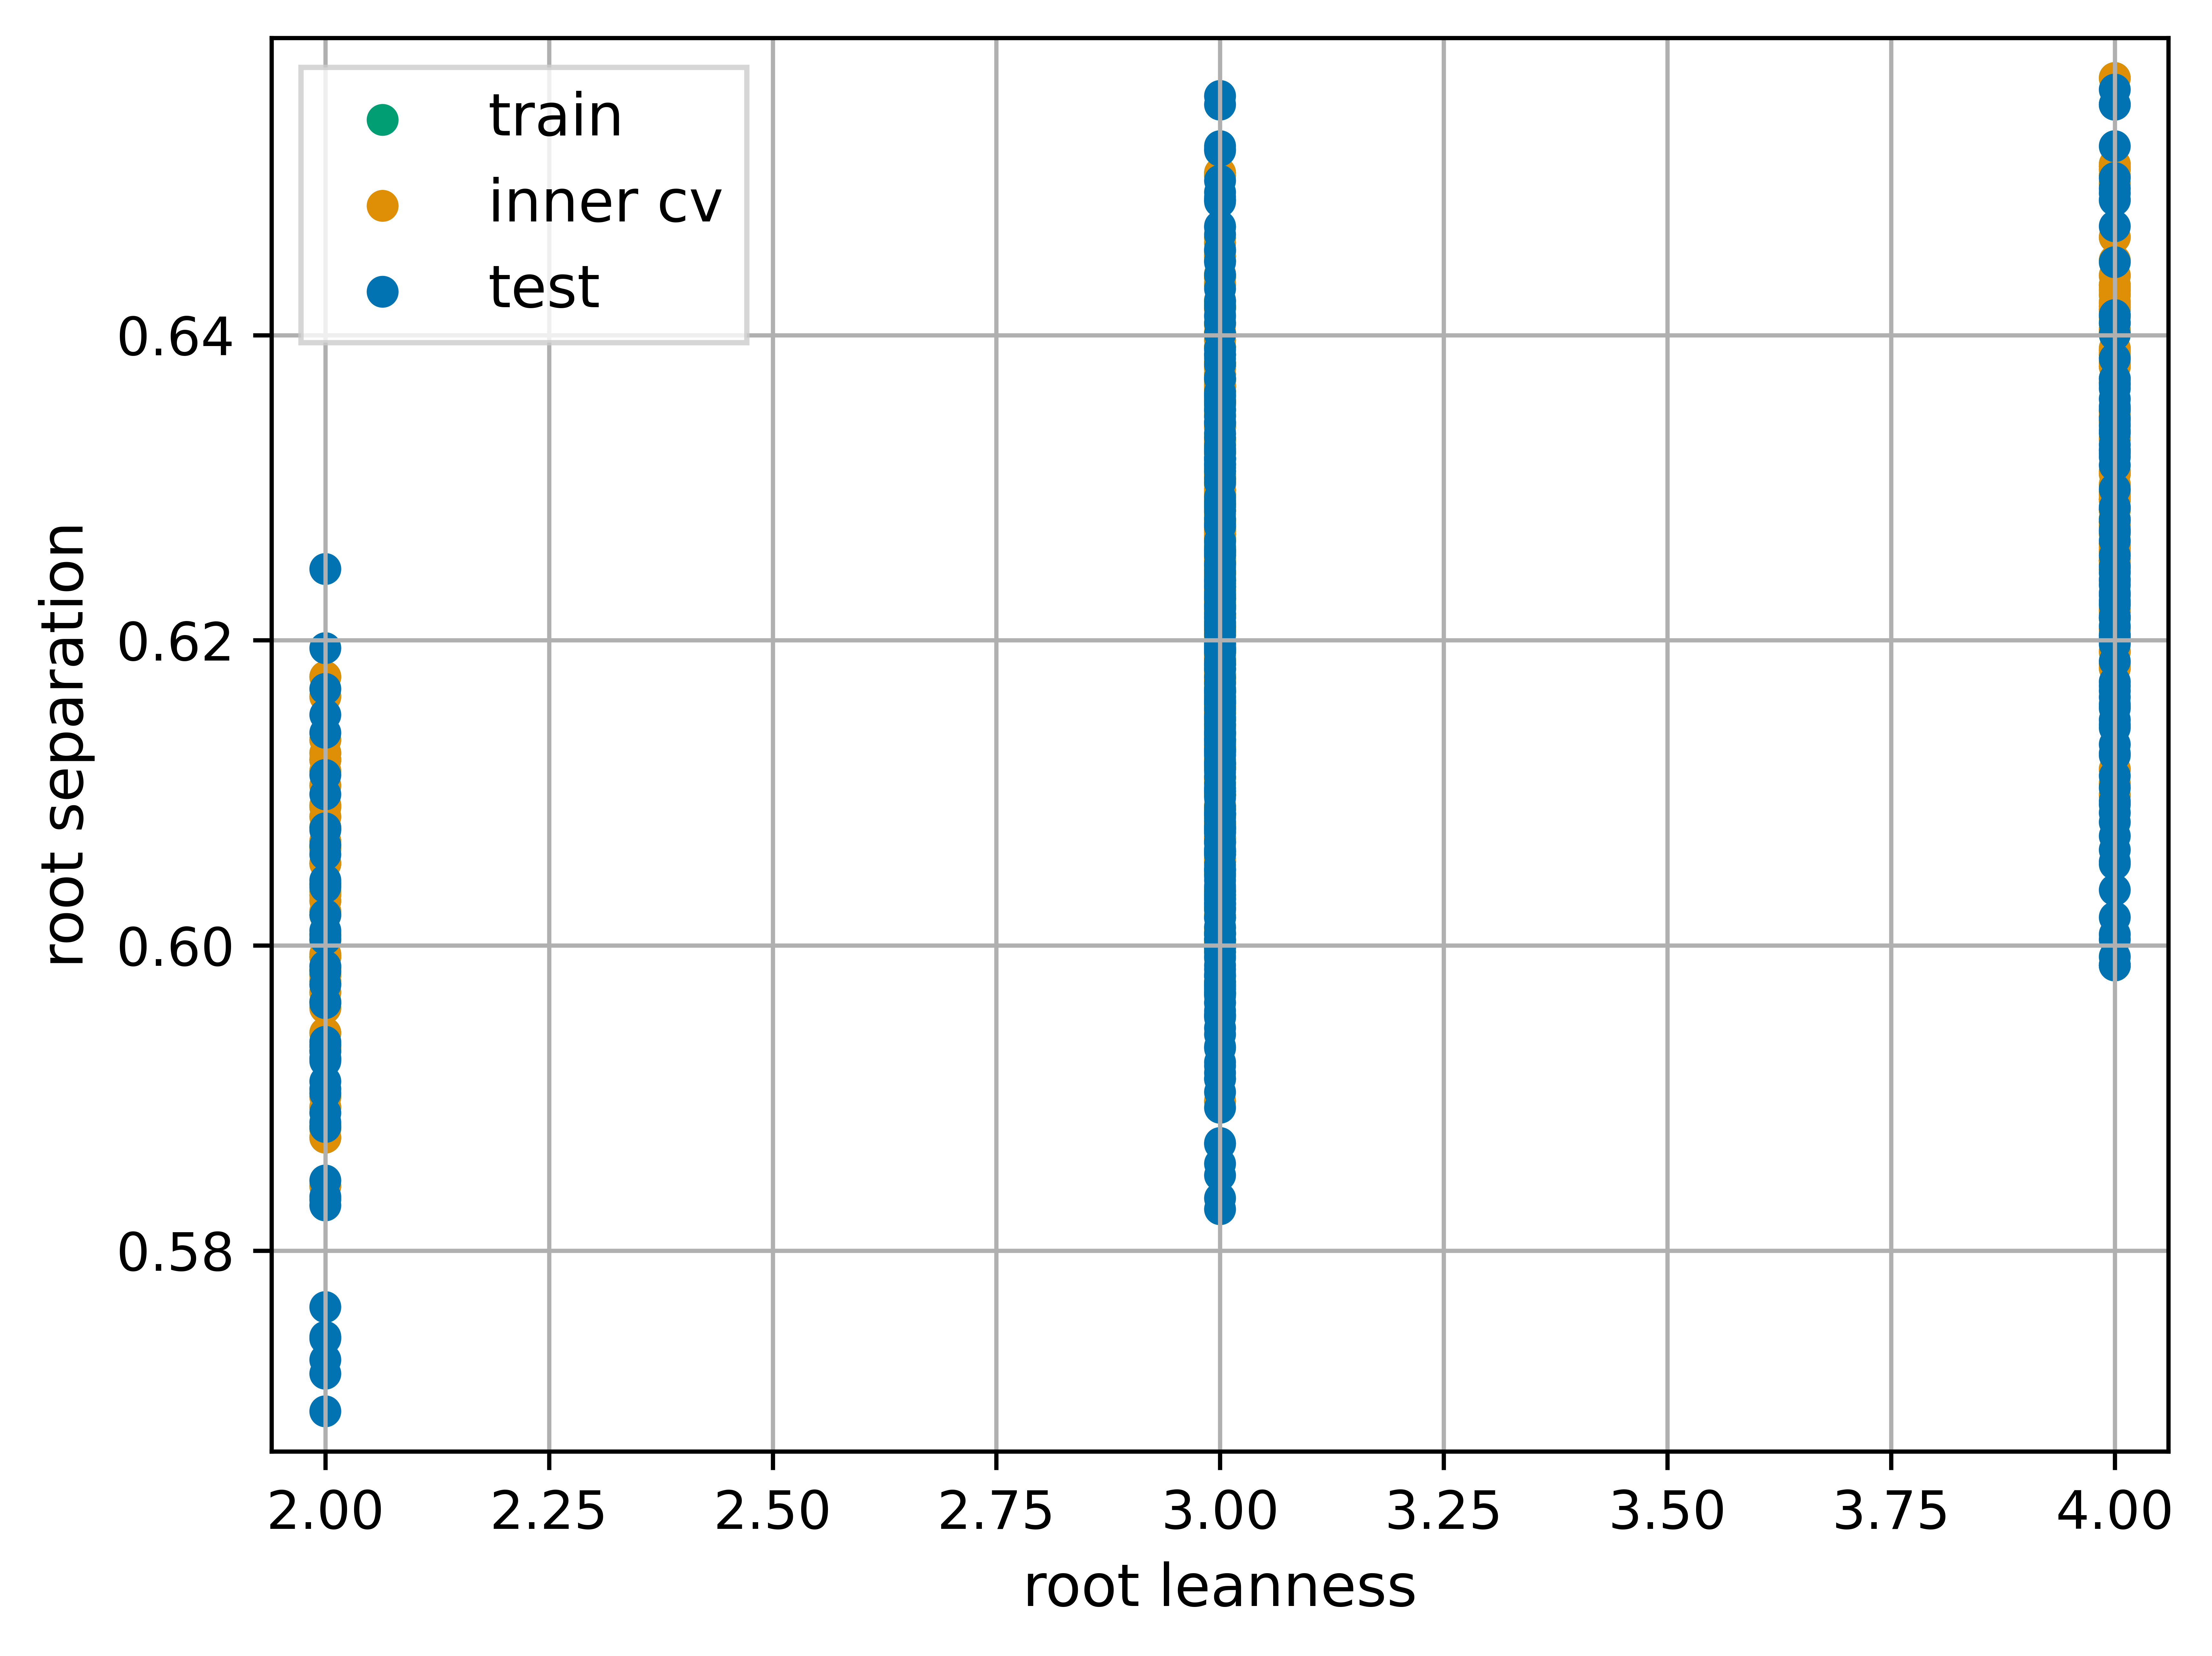 train
inner cv
test
0.64
0.62
0.60
0.58
root separation
2.00 2.25 2.50 2.75 3.00 3.25 3.50 3.75 4.00
root leanness